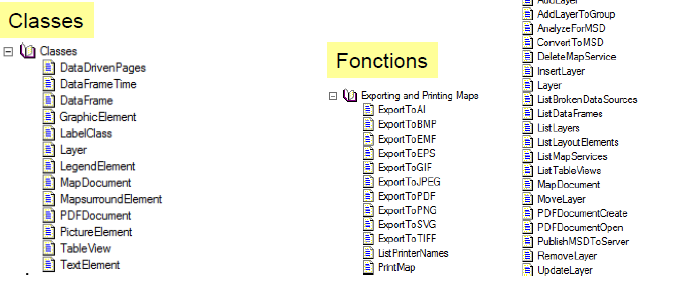 Classes
Classes
DataDrivenPages
DataFrameTime
DataFrame
GraphicElement
LabelClass
Layer
LegendElement
MapDocument
MapsurroundElement
PDFDocument
PictureElement
TableView
TextElement
Fonctions
Exporting and Printing Maps
ExportToAI
ExportToBMP
ExportToEMF
ExportToEPS
ExportToGIF
ExportToJPEG
ExportToPDF
ExportToPNG
ExportToSVG
ExportToTIFF
ListPrinterNames
PrintMap
AddLayer
AddLayerToGroup
AnalyzeForMSD
ConvertToMSD
DeleteMapService
InsertLayer
Layer
ListBrokenDataSources
ListDataFrames
ListLayers
ListLayoutElements
ListMapServices
ListTableViews
MapDocument
MoveLayer
PDFDocumentCreate
PDFDocumentOpen
PublishMSDToServer
RemoveLayer
UpdateLayer